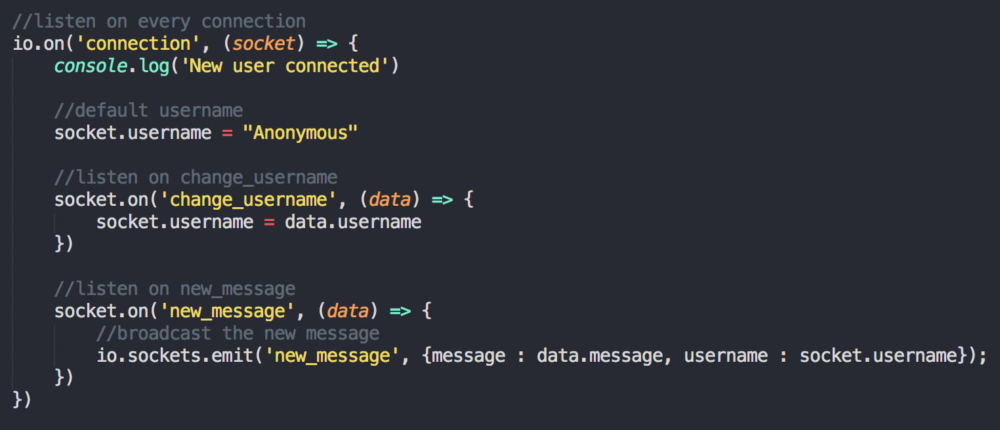 //listen on every connection
io.on('connection', (socket) => {
    console.log('New user connected')

    //default username
    socket.username = "Anonymous"

    //listen on change_username
    socket.on('change_username', (data) => {
        socket.username = data.username
    })

    //listen on new_message
    socket.on('new_message', (data) => {
        //broadcast the new message
        io.sockets.emit('new_message', {message : data.message, username : socket.username});
    })
})